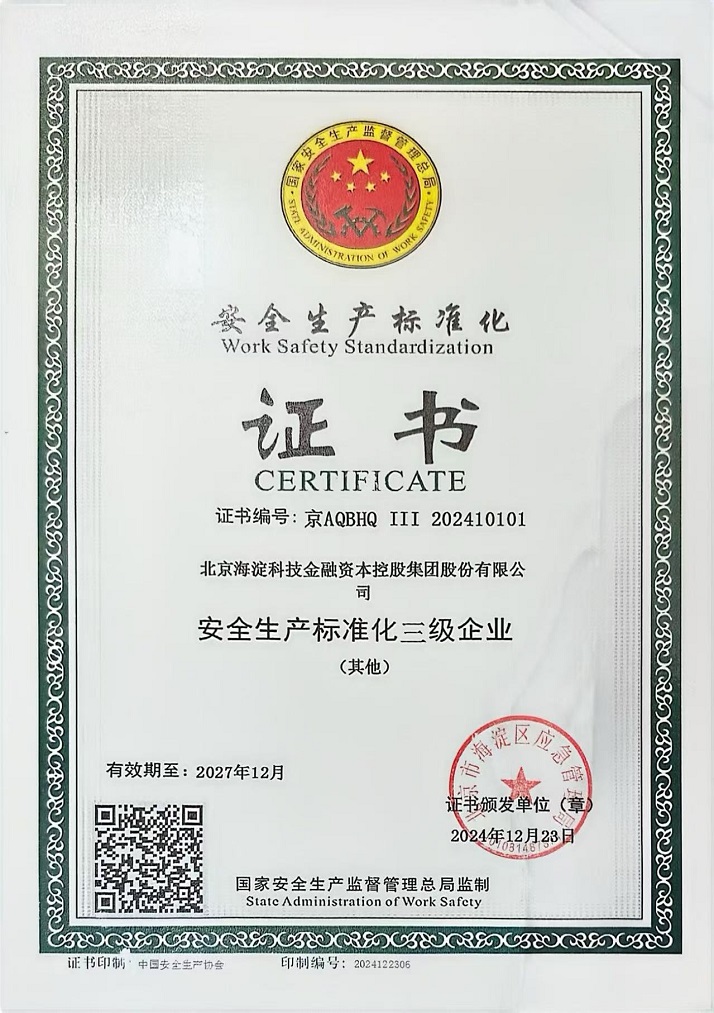 国家安全生产监督管理总局
STATE ADMINISTRATION OF WORK SAFETY
安全生产标准化
Work Safety Standardization
证书
CERTIFICATE
证书编号：京AQBHQ III 202410101
北京海淀科技金融资本控股集团股份有限公
司
安全生产标准化三级企业
（其他）
有效期至：2027年12月
北京市海淀区应急管理局
证书颁发单位（章）
2024年12月23日
国家安全生产监督管理总局监制
State Administration of Work Safety
证书印制：中国安全生产协会
印制编号：2024122306